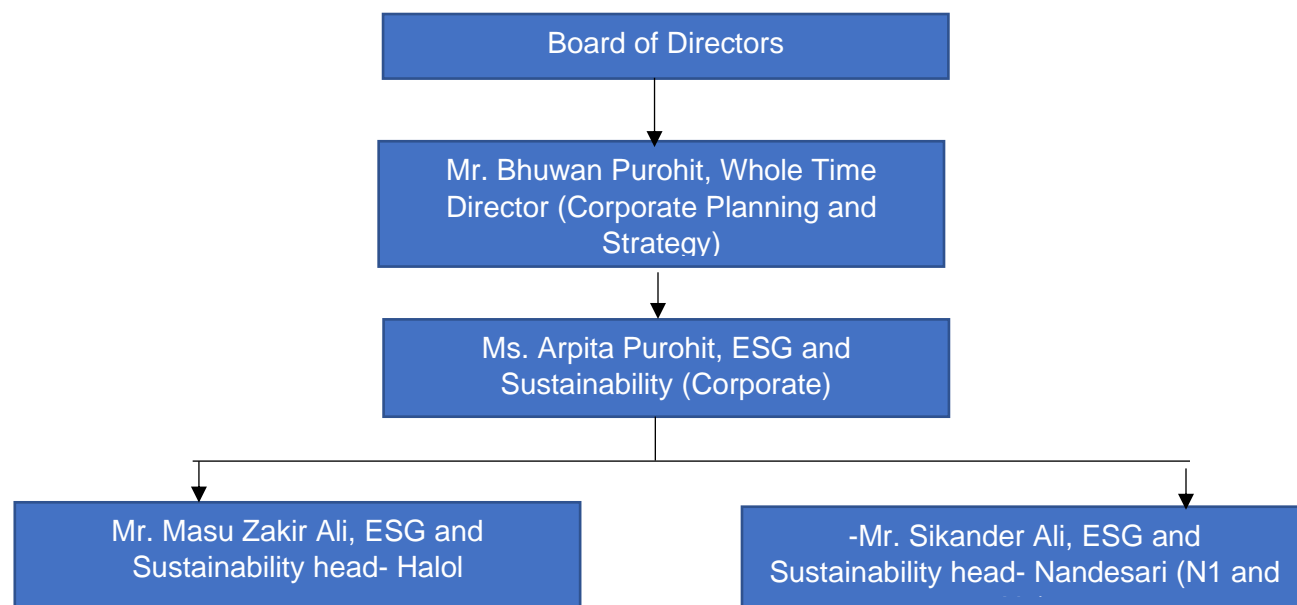 Board of Directors
Mr. Bhuwan Purohit, Whole Time
Director (Corporate Planning and
Strategy)
Ms. Arpita Purohit, ESG and
Sustainability (Corporate)
Mr. Masu Zakir Ali, ESG and
Sustainability head- Halol
-Mr. Sikander Ali, ESG and
Sustainability head- Nandesari (N1 and